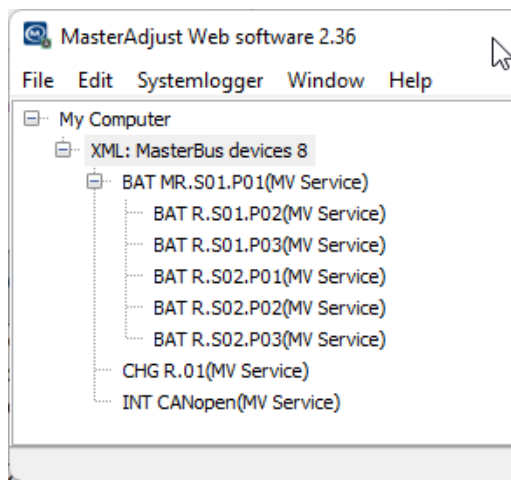 MasterAdjust Web software 2.36
File Edit Systemlogger Window Help
My Computer
XML: MasterBus devices 8
BAT MR.S01.P01(MV Service)
BAT R.S01.P02(MV Service)
BAT R.S01.P03(MV Service)
BAT R.S02.P01(MV Service)
BAT R.S02.P02(MV Service)
BAT R.S02.P03(MV Service)
CHG R.01(MV Service)
INT CANopen(MV Service)